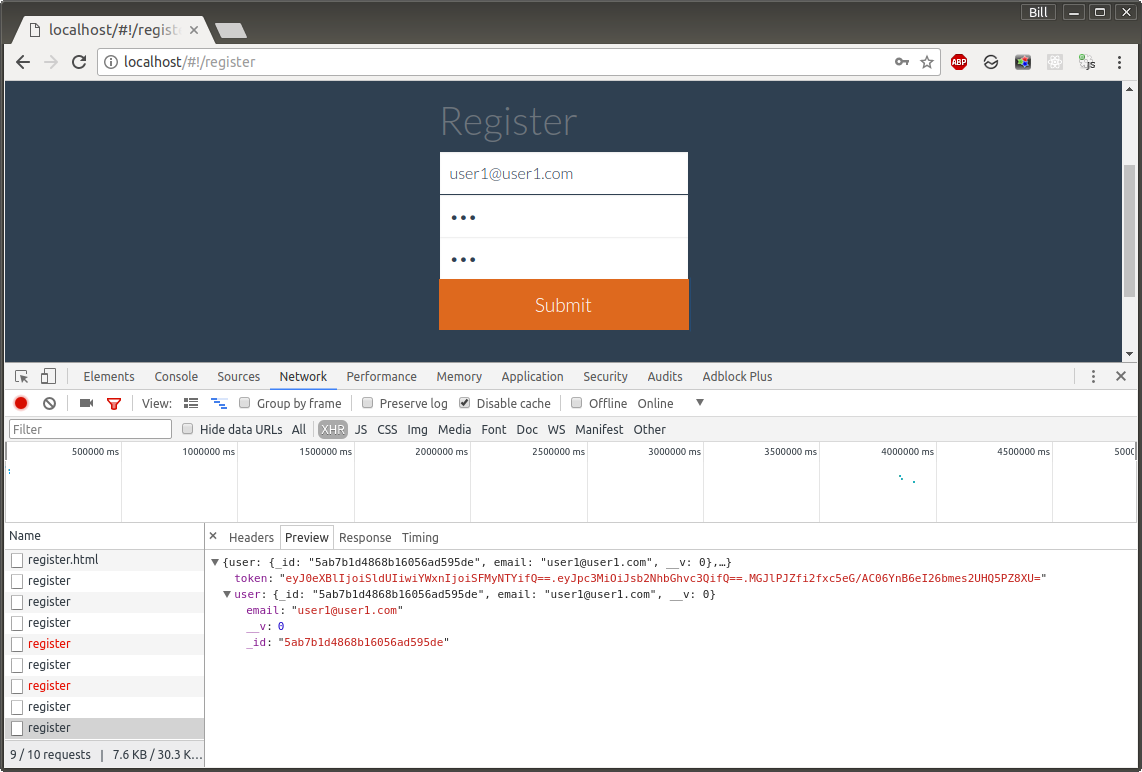 Bill
localhost/#!/regist
localhost/#!/register
ABP
js
Register
user1@user1.com
•••
•••
Submit
Elements Console Sources Network Performance Memory Application Security Audits Adblock Plus
View: Group by frame Preserve log Disable cache Offline Online
Filter Hide data URLs All XHR JS CSS Img Media Font Doc WS Manifest Other
500000 ms 1000000 ms 1500000 ms 2000000 ms 2500000 ms 3000000 ms 3500000 ms 4000000 ms 4500000 ms 5000
Name
Headers Preview Response Timing
register.html
register
register
register
register
register
register
register
register
{user: {_id: "5ab7b1d4868b16056ad595de", email: "user1@user1.com", __v: 0},…}
token: "eyJ0eXBlIjoiSldUIiwiYWxnIjoiSFMyNTYifQ==.eyJpc3MiOiJsb2NhbGhvc3QifQ==.MGJlPJZfi2fxc5eG/AC06YnB6eI26bmes2UHQ5PZ8XU="
user: {_id: "5ab7b1d4868b16056ad595de", email: "user1@user1.com", __v: 0}
email: "user1@user1.com"
__v: 0
_id: "5ab7b1d4868b16056ad595de"
9 / 10 requests | 7.6 KB / 30.3 K...